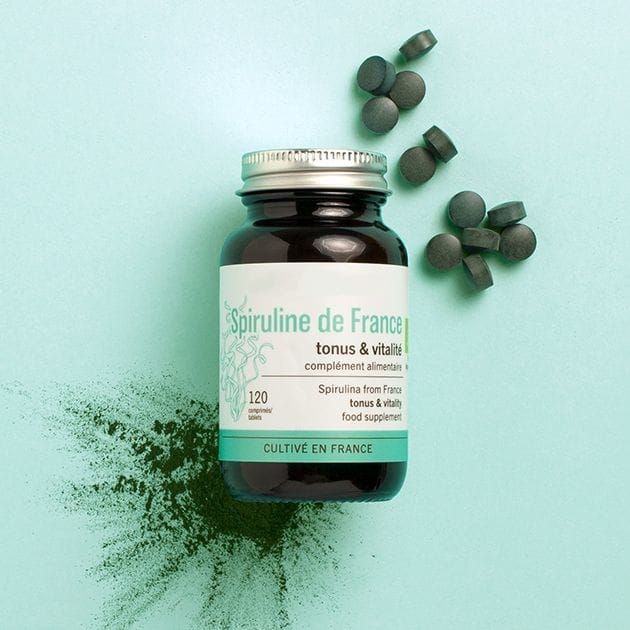 Spiruline de France
tonus & vitalité
complément alimentaire
Spirulina from France
tonus & vitality
food supplement
120
comprimés/
tablets
CULTIVÉ EN FRANCE